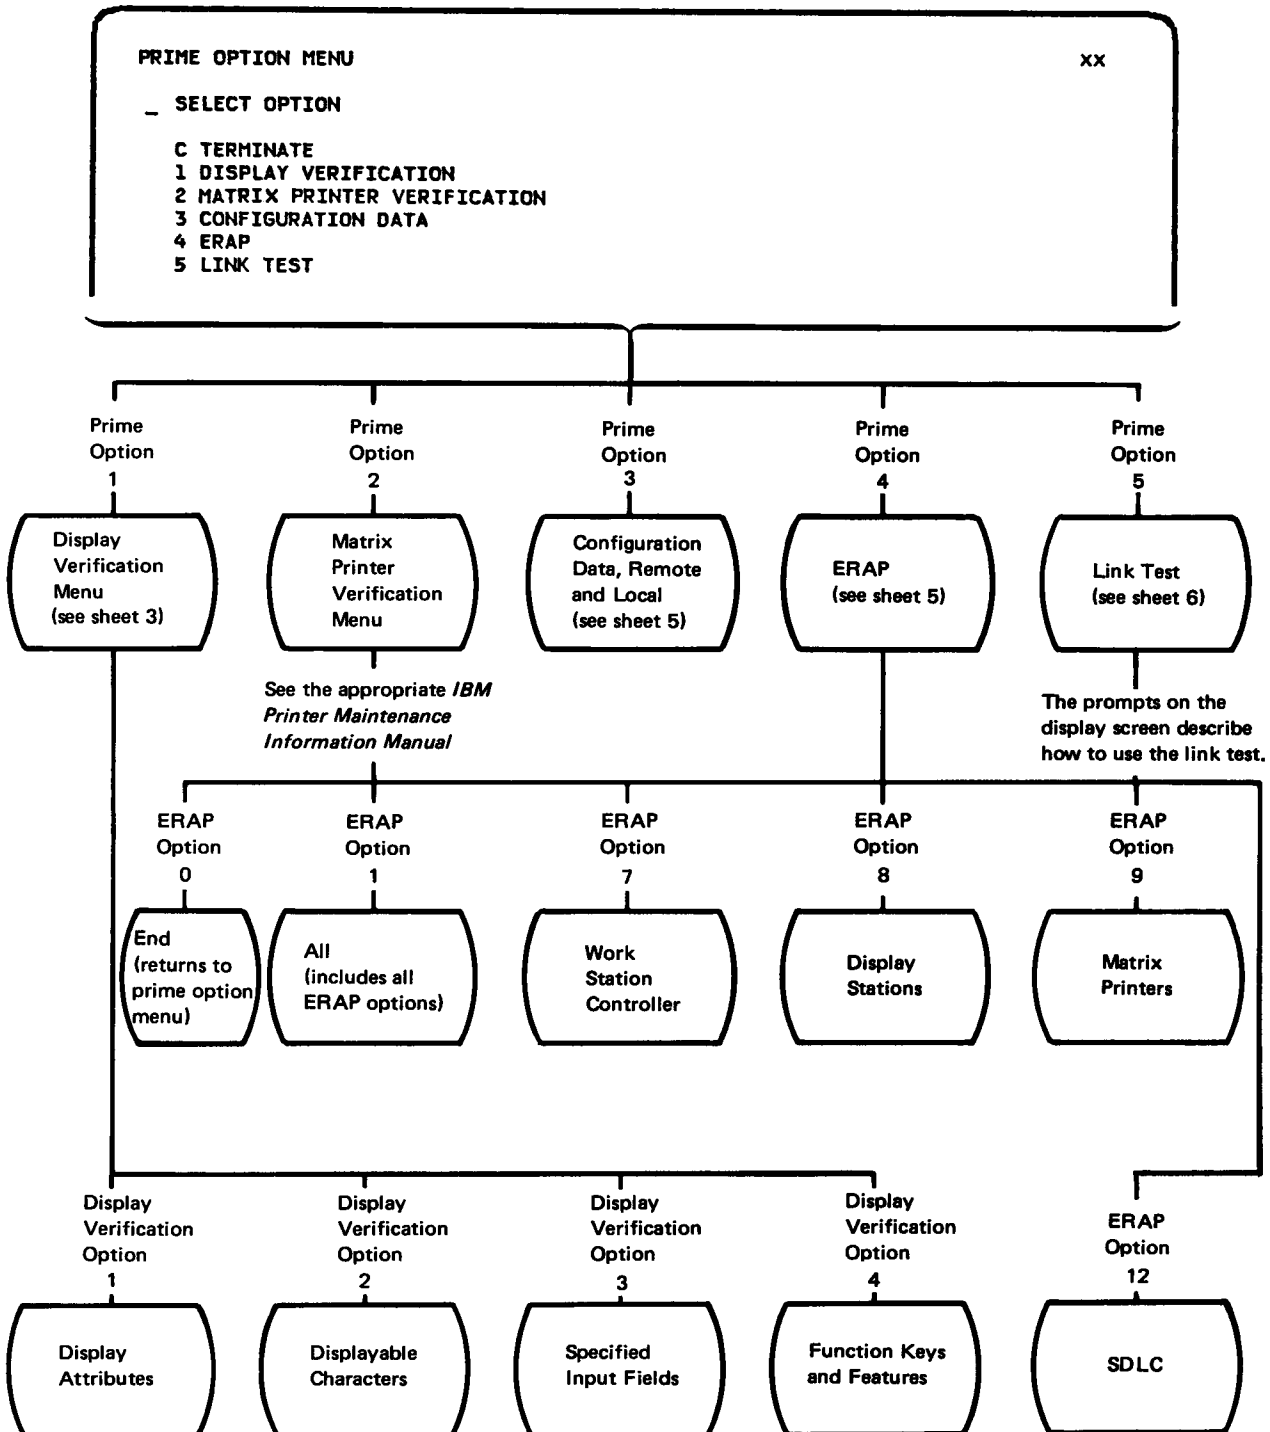 PRIME OPTION MENU xx
_ SELECT OPTION
C TERMINATE
1 DISPLAY VERIFICATION
2 MATRIX PRINTER VERIFICATION
3 CONFIGURATION DATA
4 ERAP
5 LINK TEST
Prime
Option
1
Prime
Option
2
Prime
Option
3
Prime
Option
4
Prime
Option
5
Display
Verification
Menu
(see sheet 3)
Matrix
Printer
Verification
Menu
Configuration
Data, Remote
and Local
(see sheet 5)
ERAP
(see sheet 5)
Link Test
(see sheet 6)
See the appropriate IBM
Printer Maintenance
Information Manual
The prompts on the
display screen describe
how to use the link test.
ERAP
Option
0
ERAP
Option
1
ERAP
Option
7
ERAP
Option
8
ERAP
Option
9
End
(returns to
prime option
menu)
All
(includes all
ERAP options)
Work
Station
Controller
Display
Stations
Matrix
Printers
Display
Verification
Option
1
Display
Verification
Option
2
Display
Verification
Option
3
Display
Verification
Option
4
ERAP
Option
12
Display
Attributes
Displayable
Characters
Specified
Input Fields
Function Keys
and Features
SDLC